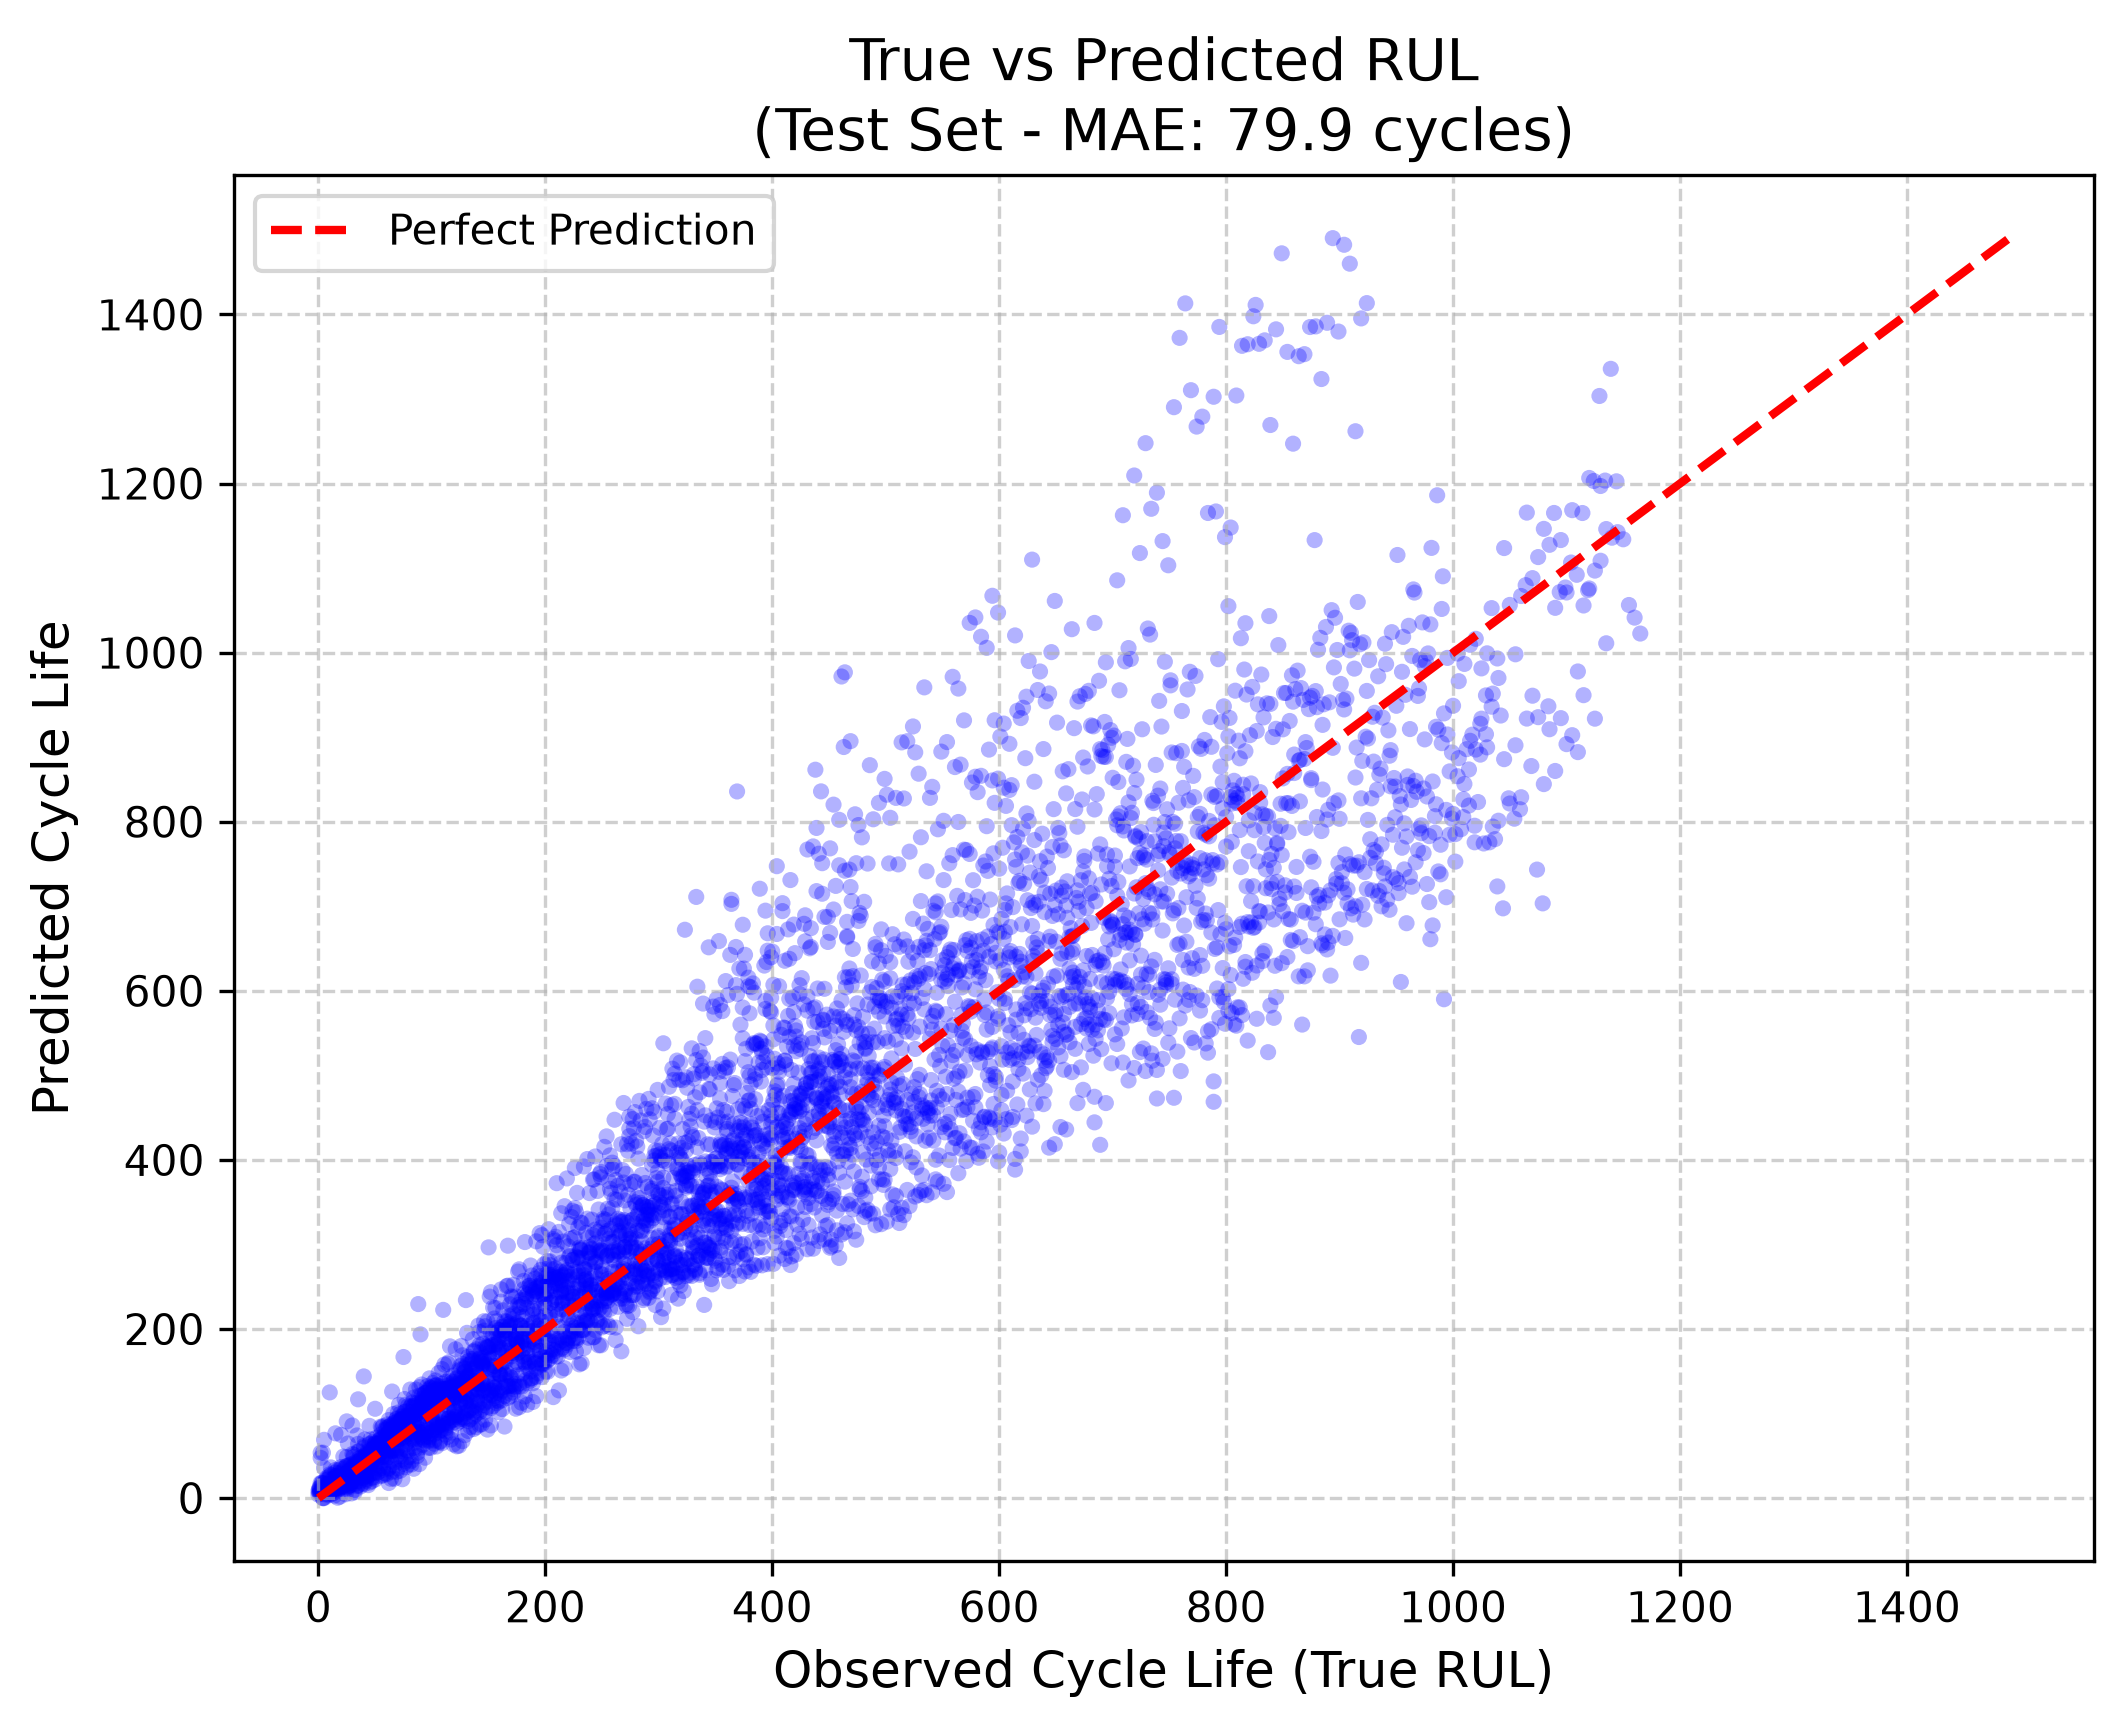 True vs Predicted RUL
(Test Set - MAE: 79.9 cycles)
Perfect Prediction
Predicted Cycle Life
1400
1200
1000
800
600
400
200
0
0 200 400 600 800 1000 1200 1400
Observed Cycle Life (True RUL)